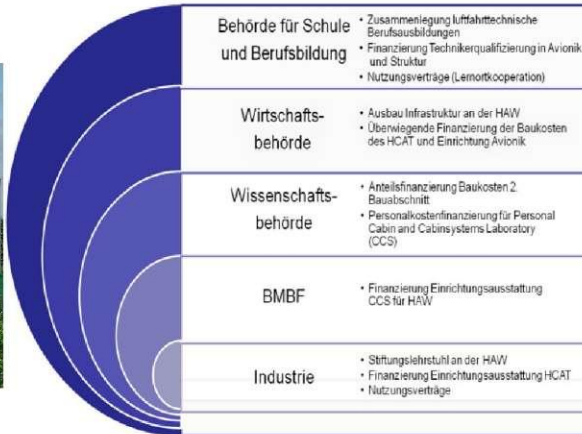 Behörde für Schule
und Berufsbildung
• Zusammenlegung luftfahrttechnische
Berufsausbildungen
• Finanzierung Technikerqualifizierung in Avionik
und Struktur
• Nutzungsverträge (Lernortkooperation)
Wirtschafts-
behörde
• Ausbau Infrastruktur an der HAW
• Überwiegende Finanzierung der Baukosten
des HCAT und Einrichtung Avionik
Wissenschafts-
behörde
• Anteilsfinanzierung Baukosten 2.
Bauabschnitt
• Personalkostenfinanzierung für Personal
Cabin and Cabinsystems Laboratory
(CCS)
BMBF
• Finanzierung Einrichtungsausstattung
CCS für HAW
Industrie
• Stiftungslehrstuhl an der HAW
• Finanzierung Einrichtungsausstattung HCAT
• Nutzungsverträge